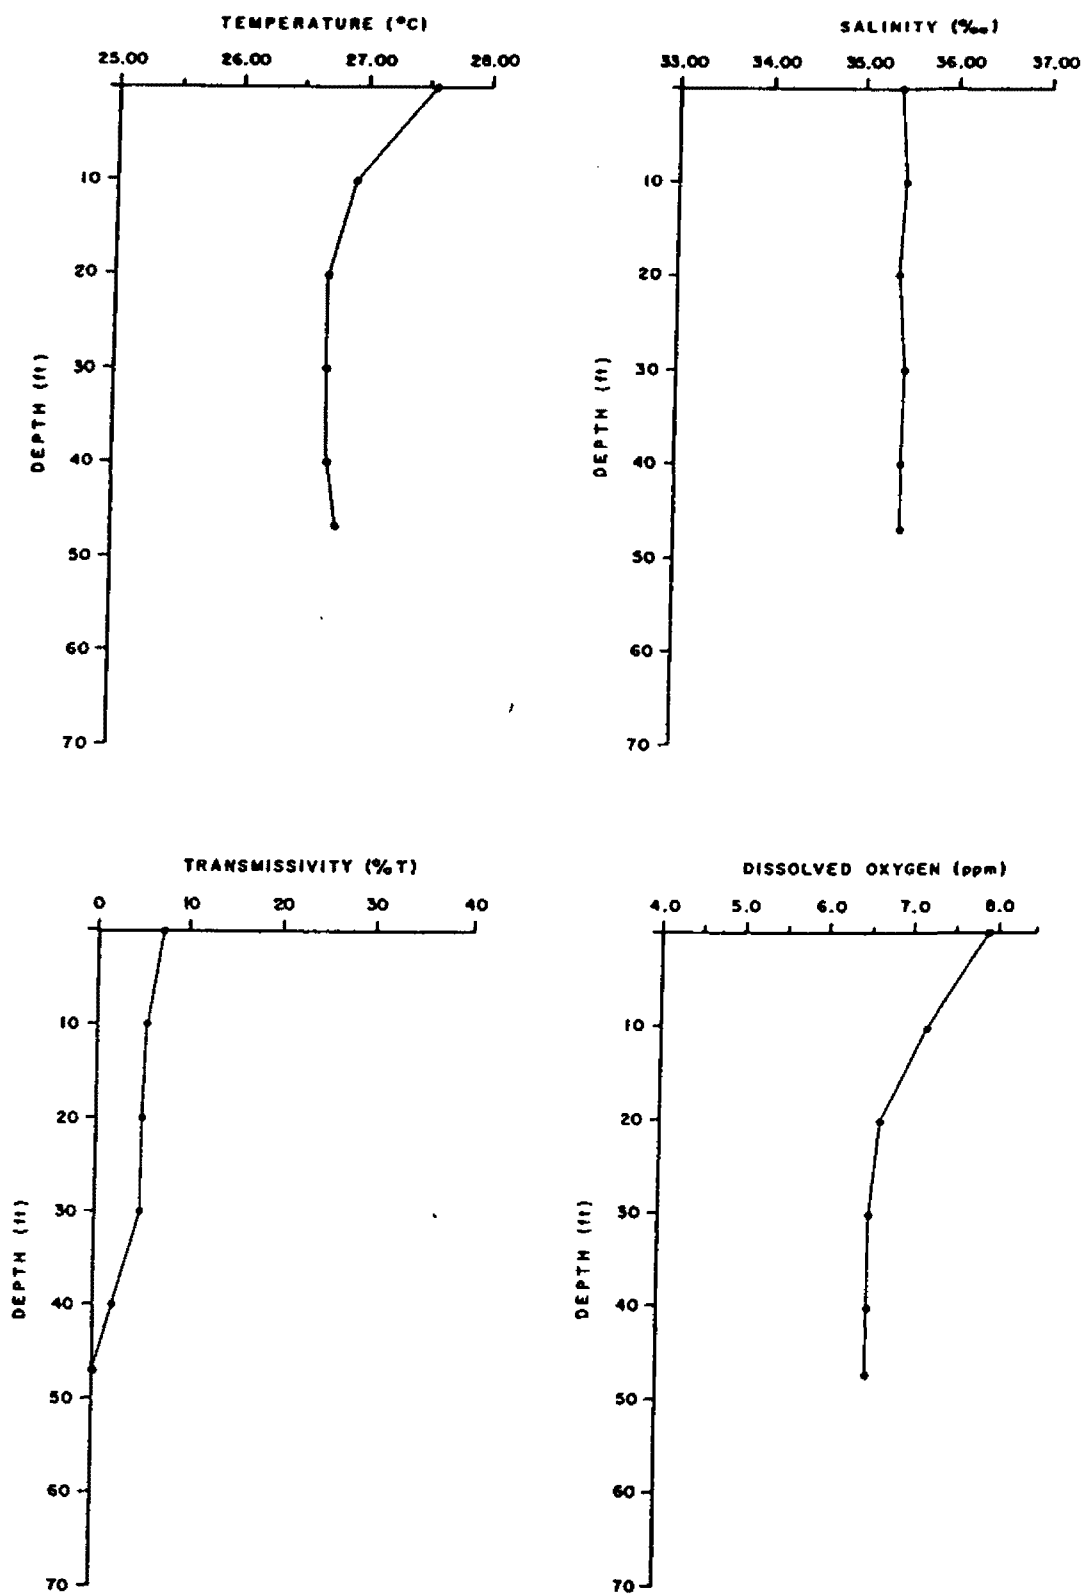 TEMPERATURE (°C)
25.00 26.00 27.00 28.00
10
20
30
40
50
60
70
DEPTH (ft)
SALINITY (‰)
33.00 34.00 35.00 36.00 37.00
10
20
30
40
50
60
70
DEPTH (ft)
TRANSMISSIVITY (% T)
0 10 20 30 40
10
20
30
40
50
60
70
DEPTH (ft)
DISSOLVED OXYGEN (ppm)
4.0 5.0 6.0 7.0 8.0
10
20
30
40
50
60
70
DEPTH (ft)